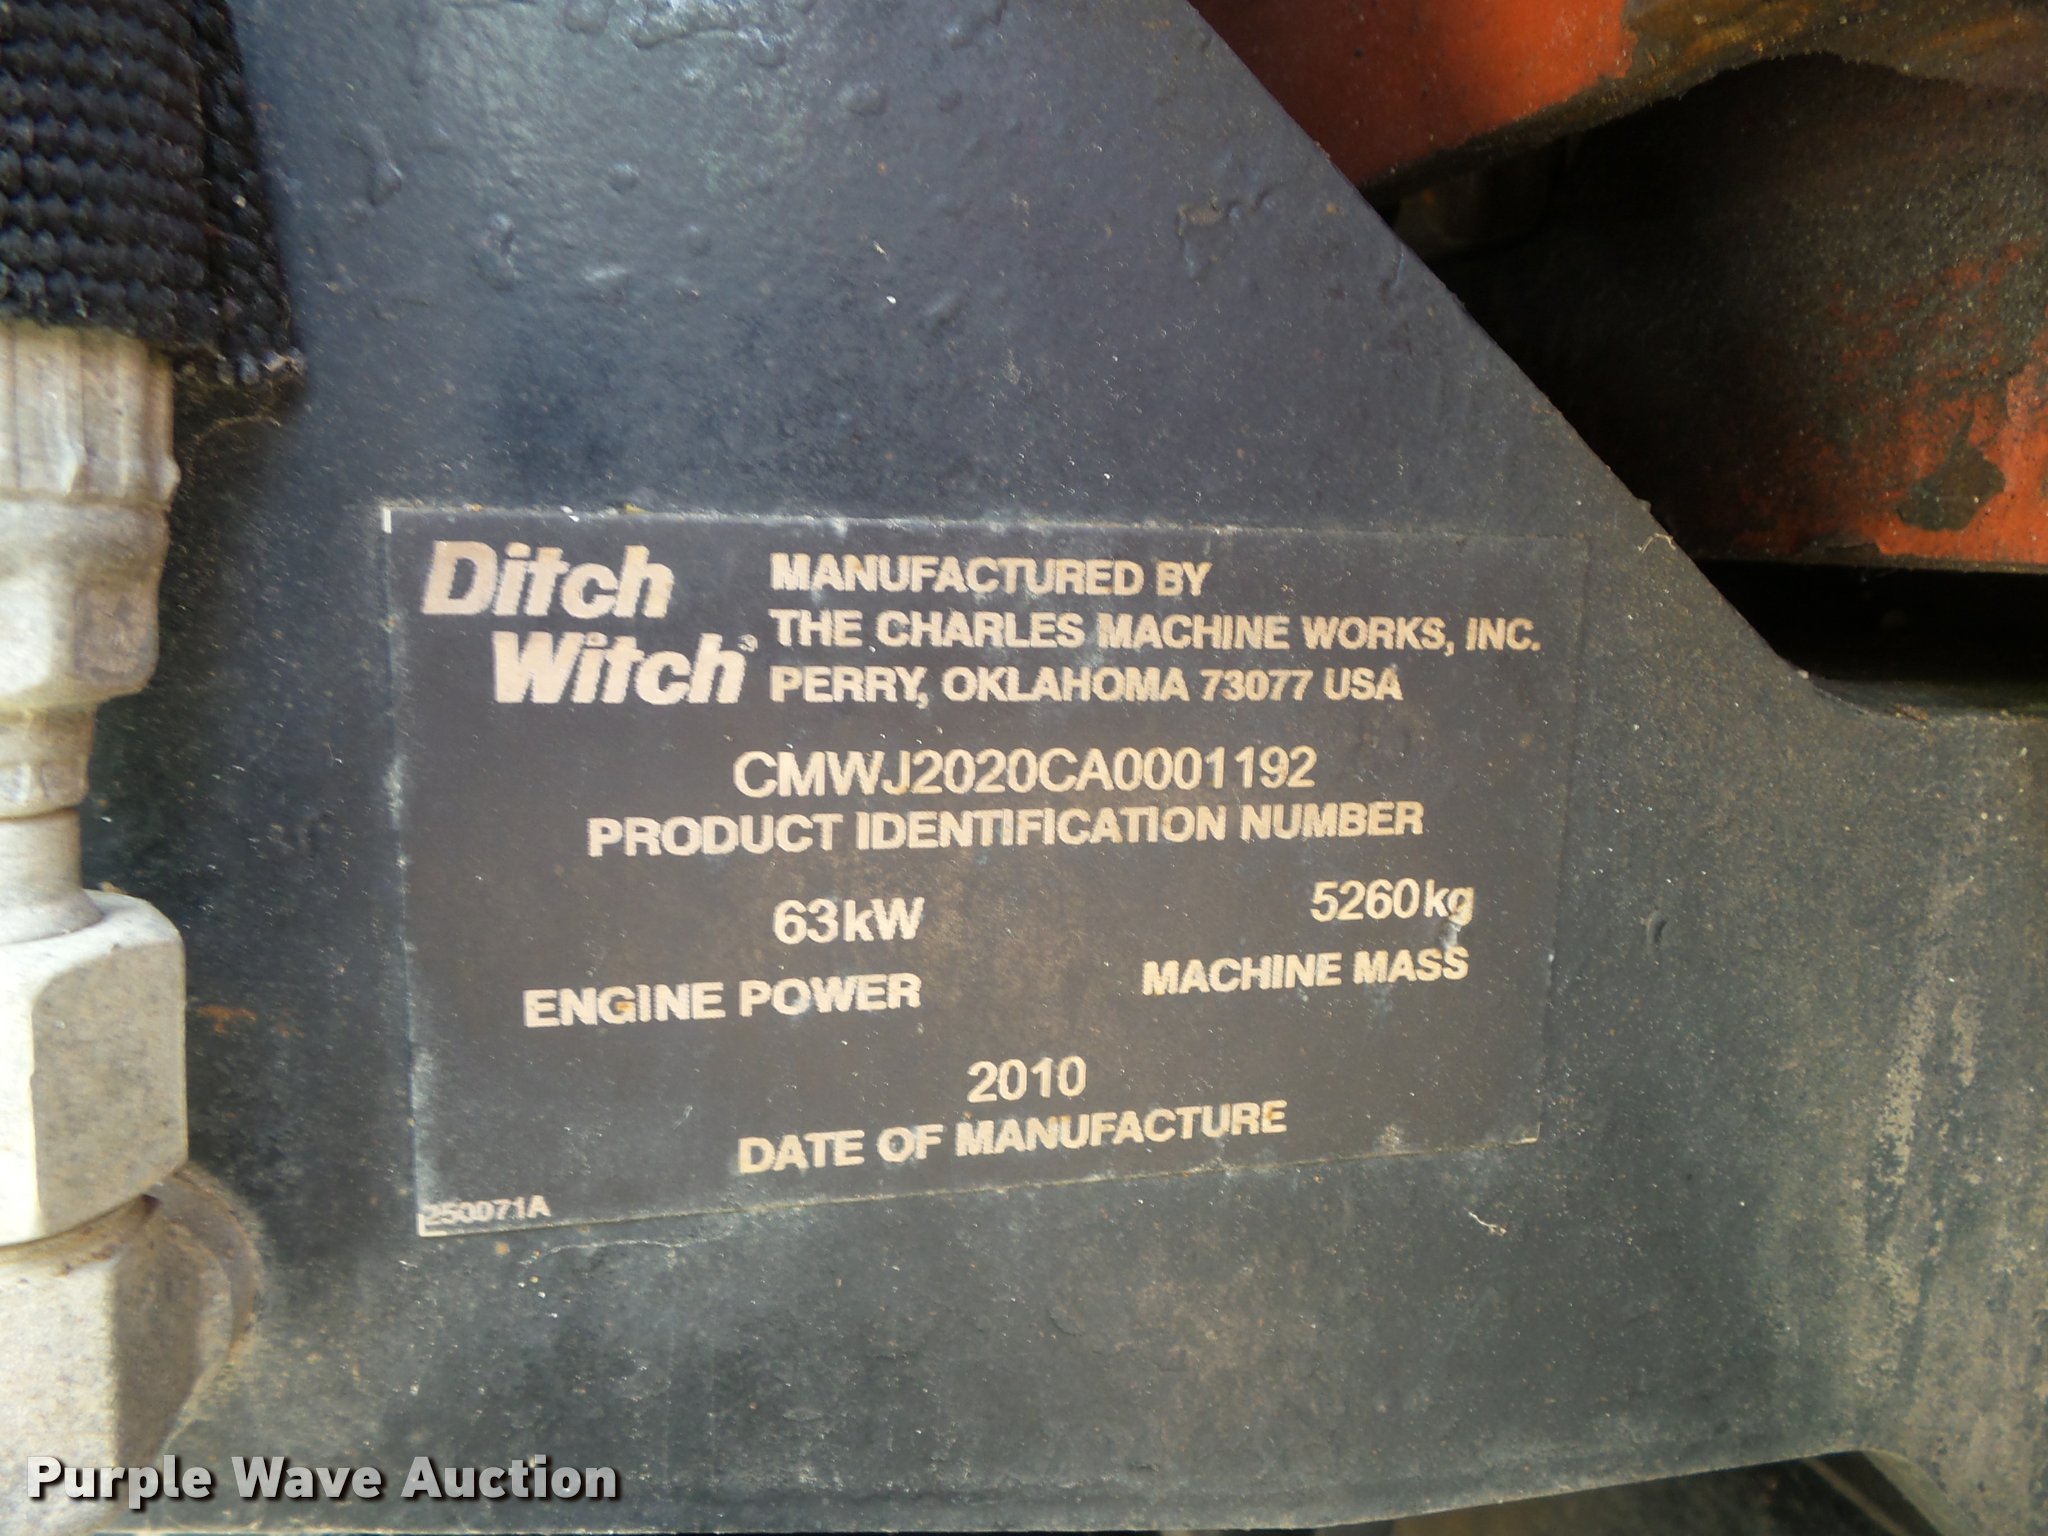 Ditch
Witch
MANUFACTURED BY
THE CHARLES MACHINE WORKS, INC.
PERRY, OKLAHOMA 73077 USA
CMWJ2020CA0001192
PRODUCT IDENTIFICATION NUMBER
63kW
5260kg
ENGINE POWER
MACHINE MASS
2010
DATE OF MANUFACTURE
250071A
Purple Wave Auction